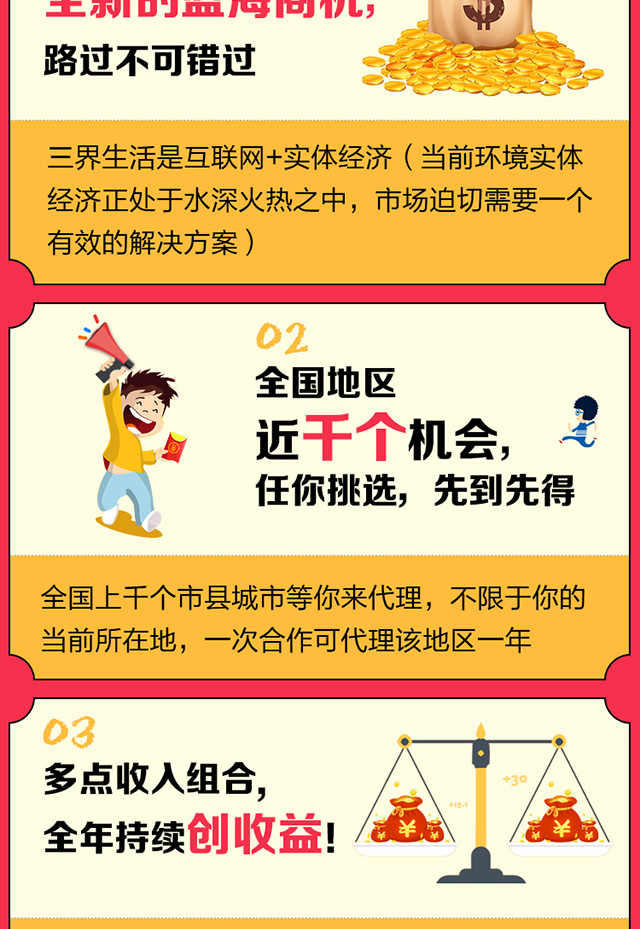 全新的蓝海商机,
路过不可错过
三界生活是互联网+实体经济（当前环境实体
经济正处于水深火热之中，市场迫切需要一个
有效的解决方案）
02
全国地区
近千个机会,
任你挑选，先到先得
全国上千个市县城市等你来代理，不限于你的
当前所在地，一次合作可代理该地区一年
03
多点收入组合，
全年持续创收益!
+30